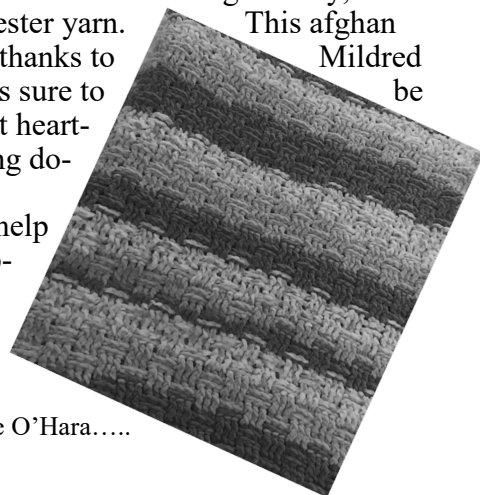 ester yarn. This afghan
thanks to Mildred
s sure to be
t heart-
ng do-
help
-
e O'Hara…..